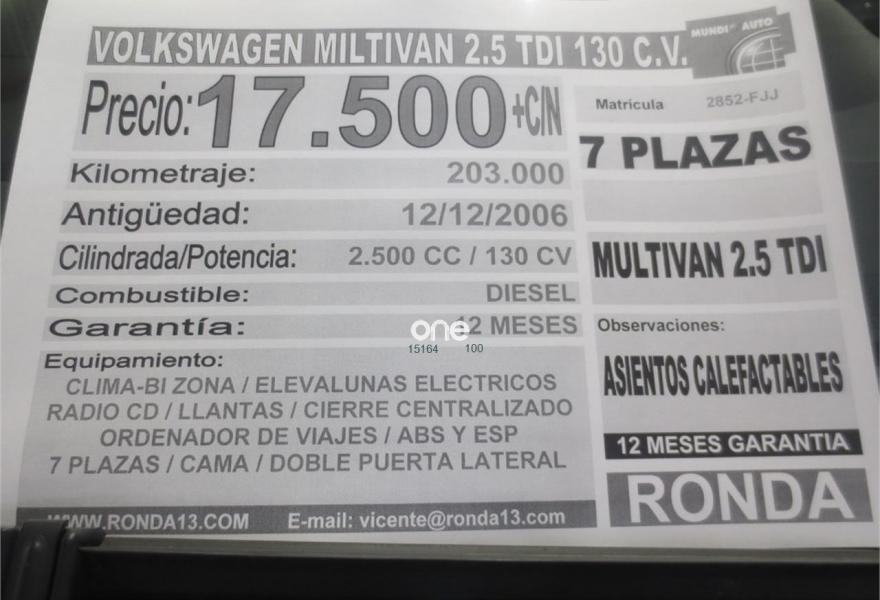 VOLKSWAGEN MILTIVAN 2.5 TDI 130 C.V.
MUNDI AUTO
Precio: 17.500 +CIN
Matrícula 2852-FJJ
7 PLAZAS
Kilometraje: 203.000
Antigüedad: 12/12/2006
Cilindrada/Potencia: 2.500 CC / 130 CV
MULTIVAN 2.5 TDI
Combustible: DIESEL
Garantía: 12 MESES
one
15164 100
Observaciones:
ASIENTOS CALEFACTABLES
Equipamiento:
CLIMA-BI ZONA / ELEVALUNAS ELECTRICOS
RADIO CD / LLANTAS / CIERRE CENTRALIZADO
ORDENADOR DE VIAJES / ABS Y ESP
7 PLAZAS / CAMA / DOBLE PUERTA LATERAL
12 MESES GARANTIA
RONDA
WWW.RONDA13.COM E-mail: vicente@ronda13.com